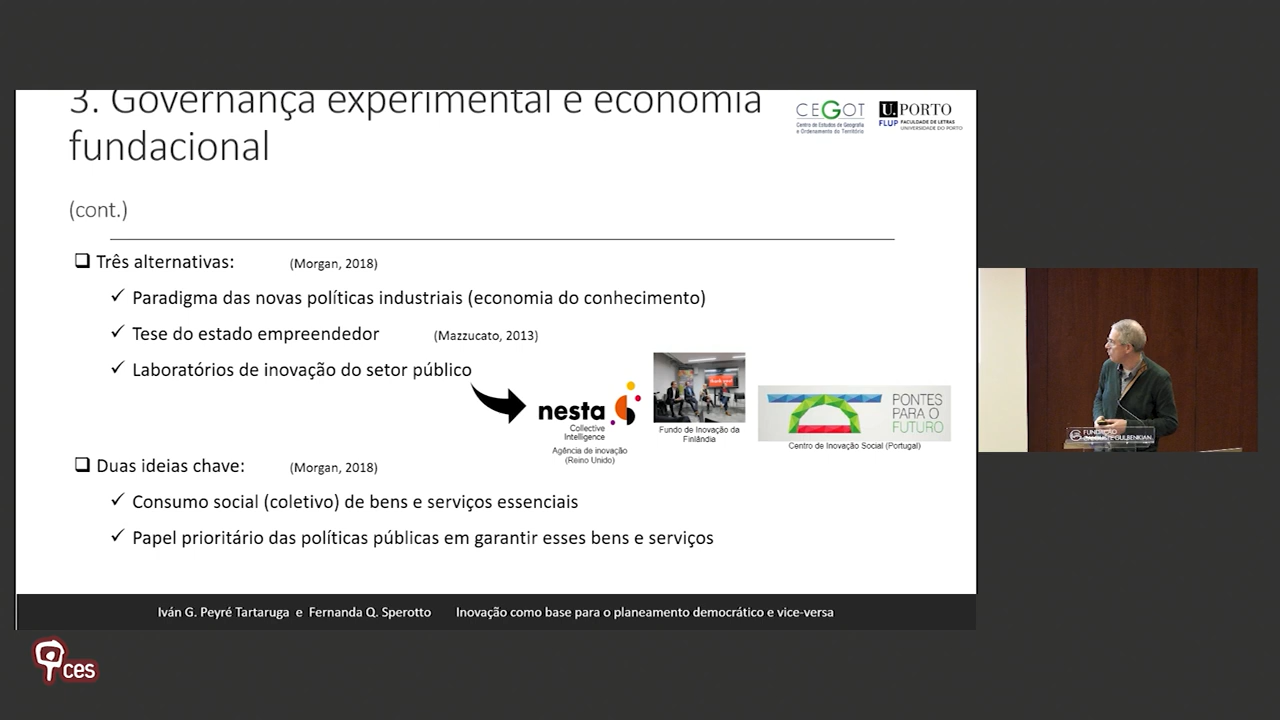 3. Governança experimental e economia
fundacional
CEGOT
Centro de Estudos de Geografia
e Ordenamento do Território
U.PORTO
FLUP FACULDADE DE LETRAS
UNIVERSIDADE DO PORTO
(cont.)
Três alternativas: (Morgan, 2018)
Paradigma das novas políticas industriais (economia do conhecimento)
Tese do estado empreendedor (Mazzucato, 2013)
Laboratórios de inovação do setor público
nesta
Collective
Intelligence
Agência de inovação
(Reino Unido)
Fundo de Inovação da
Finlândia
PONTES
PARA O
FUTURO
Centro de Inovação Social (Portugal)
Duas ideias chave: (Morgan, 2018)
Consumo social (coletivo) de bens e serviços essenciais
Papel prioritário das políticas públicas em garantir esses bens e serviços
Iván G. Peyré Tartaruga e Fernanda Q. Sperotto Inovação como base para o planeamento democrático e vice-versa
FUNDAÇÃO
CALOUSTE GULBENKIAN
ces